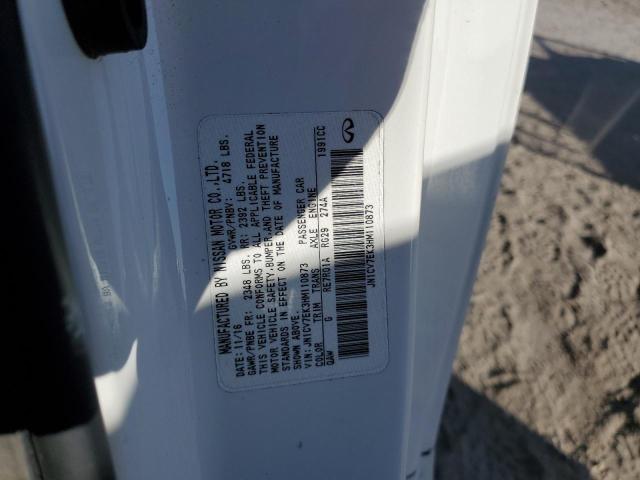 MANUFACTURED BY NISSAN MOTOR CO.,LTD.
11/16 GVWR/PNBV: 4718 LBS.
GAWR/PNBE FR: 2348 LBS. RR: 2392 LBS.
THIS VEHICLE CONFORMS TO ALL APPLICABLE FEDERAL
MOTOR VEHICLE SAFETY,BUMPER,AND THEFT PREVENTION
STANDARDS IN EFFECT ON THE DATE OF MANUFACTURE
SHOWN ABOVE.
VIN:JN1CV7EK3HM110873 PASSENGER CAR
COLOR TRIM TRANS AXLE ENGINE
QAW G RE7R01A RG29 274A 1991CC
JN1CV7EK3HM110873